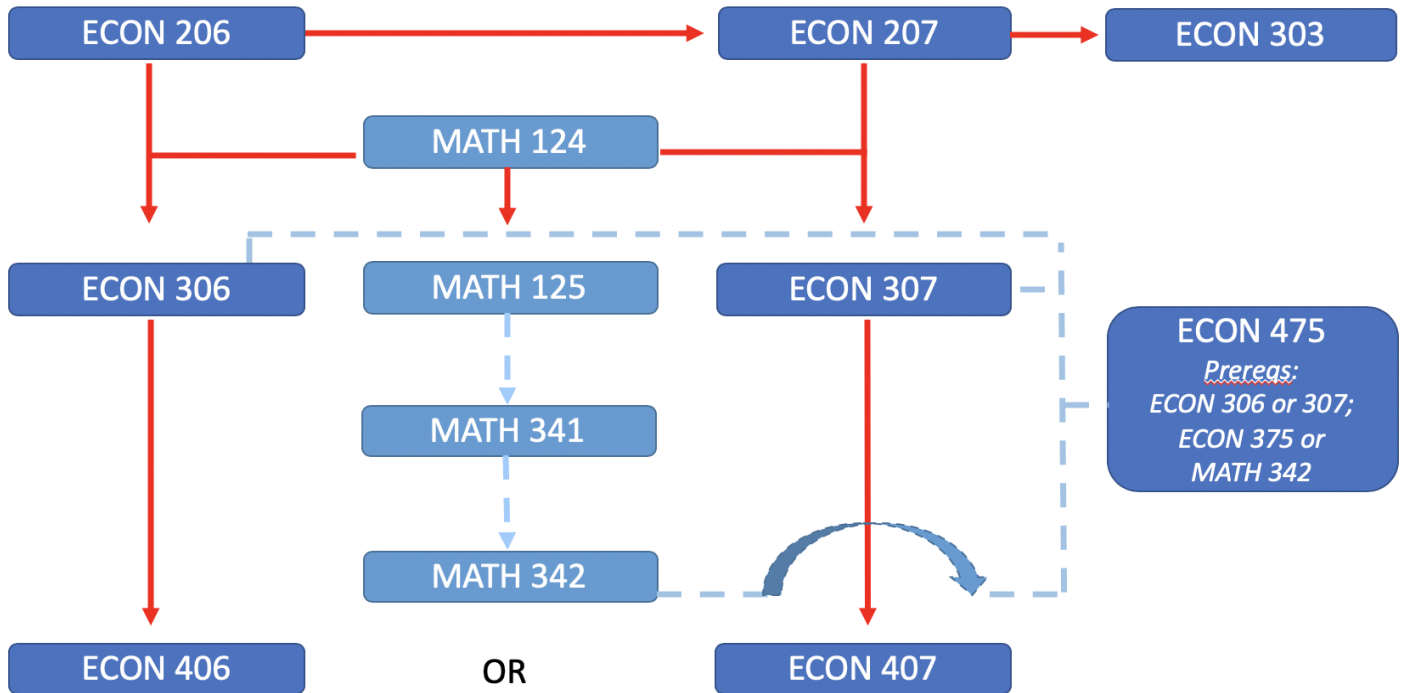 ECON 206
ECON 207
ECON 303
MATH 124
ECON 306
MATH 125
ECON 307
ECON 475
Prereqs:
ECON 306 or 307;
ECON 375 or
MATH 342
MATH 341
MATH 342
ECON 406
OR
ECON 407